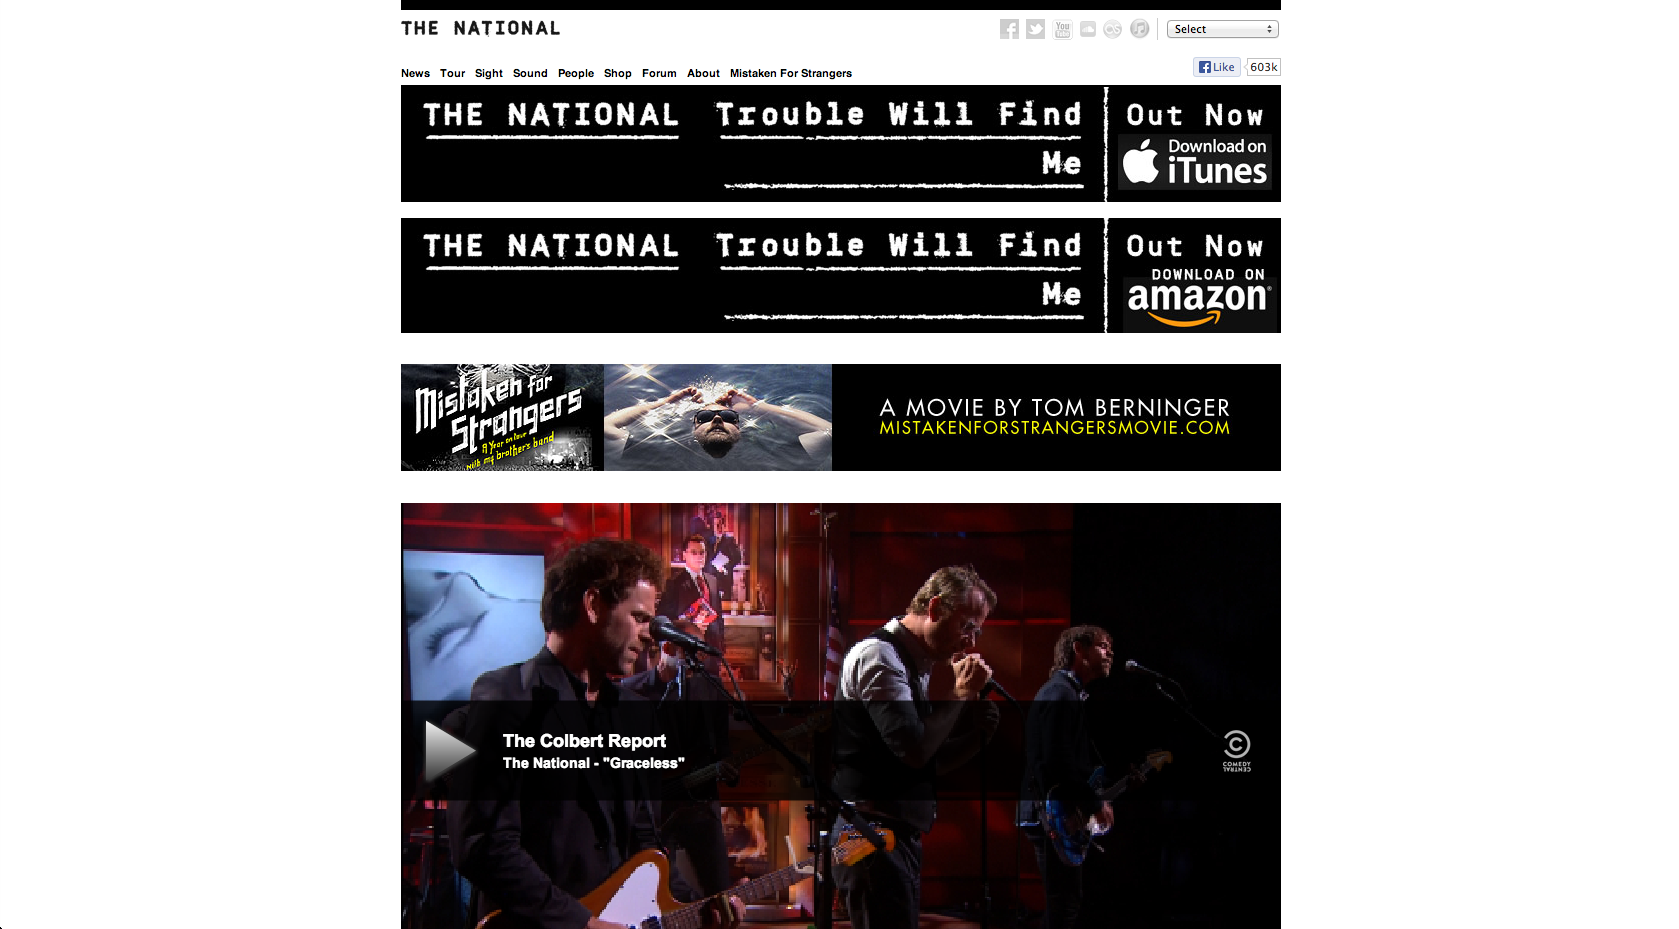 THE NATIONAL
Select
News Tour Sight Sound People Shop Forum About Mistaken For Strangers
Like 603k
THE NATIONAL Trouble Will Find Me
Out Now
Download on
iTunes
THE NATIONAL Trouble Will Find Me
Out Now
DOWNLOAD ON
amazon
Mistaken for
Strangers
A Year on tour
with my brother's band
A MOVIE BY TOM BERNINGER
MISTAKENFORSTRANGERSMOVIE.COM
The Colbert Report
The National - "Graceless"
COMEDY
CENTRAL